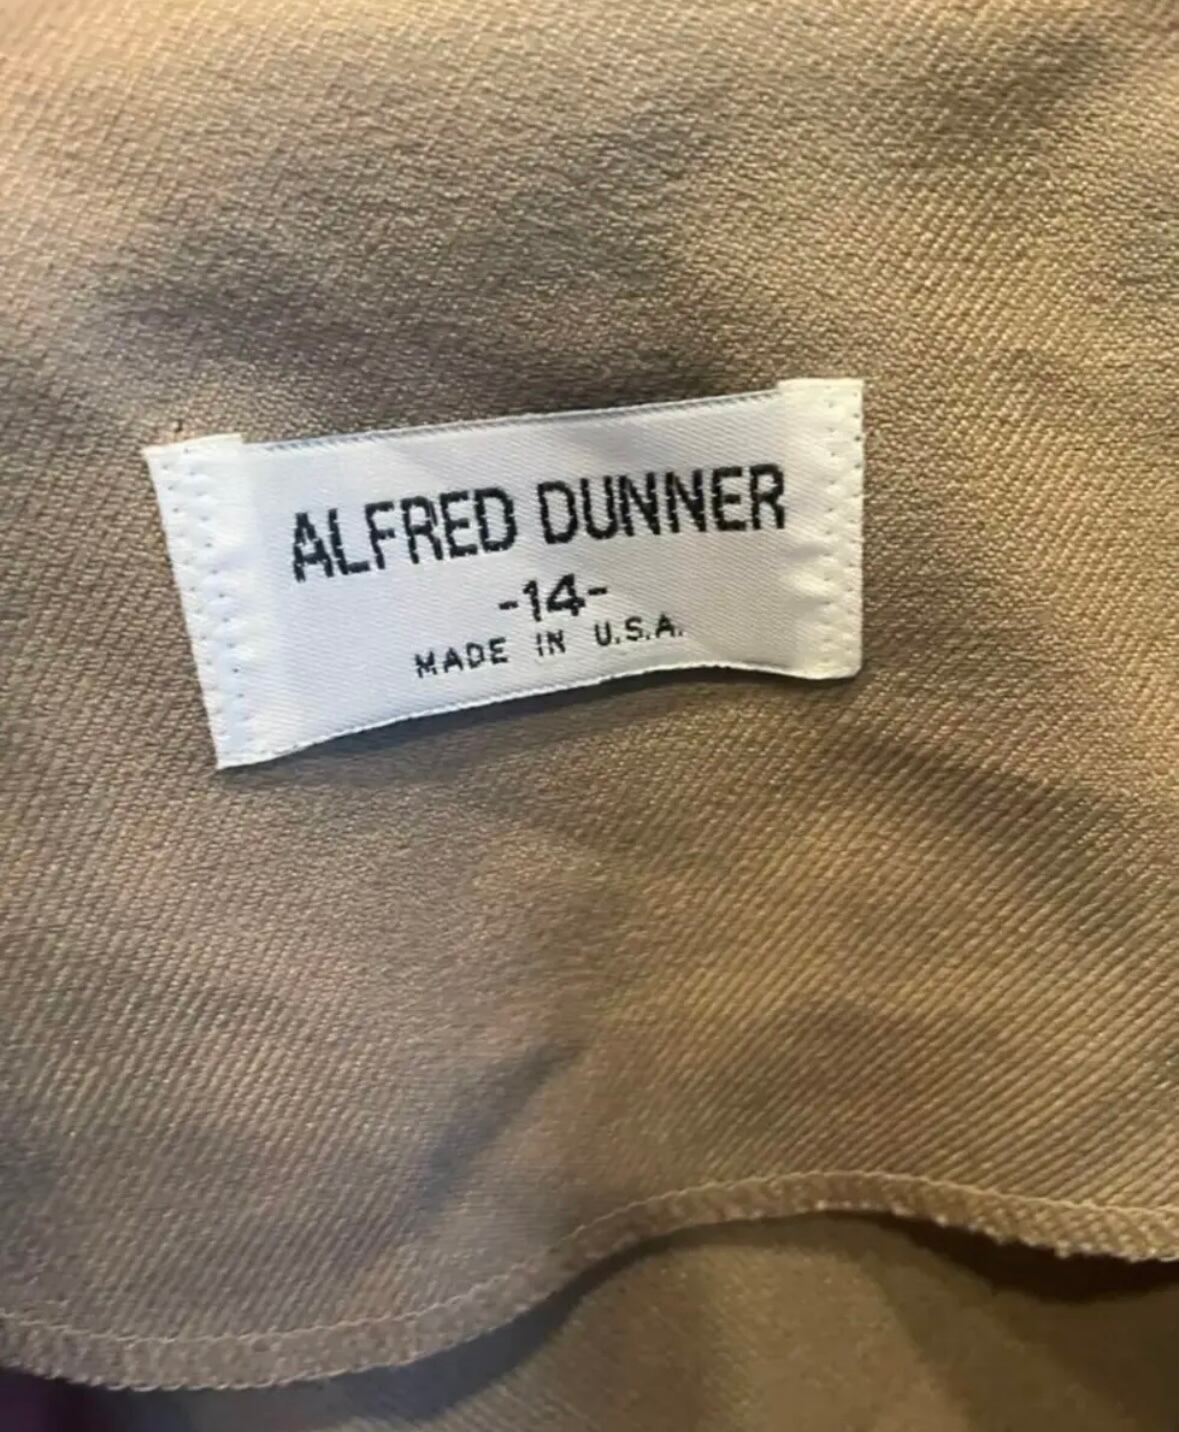 ALFRED DUNNER
-14-
MADE IN U.S.A.